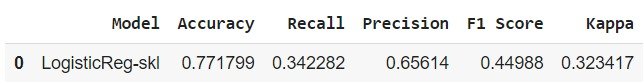 Model Accuracy Recall Precision F1 Score Kappa
0 LogisticReg-skl 0.771799 0.342282 0.65614 0.44988 0.323417